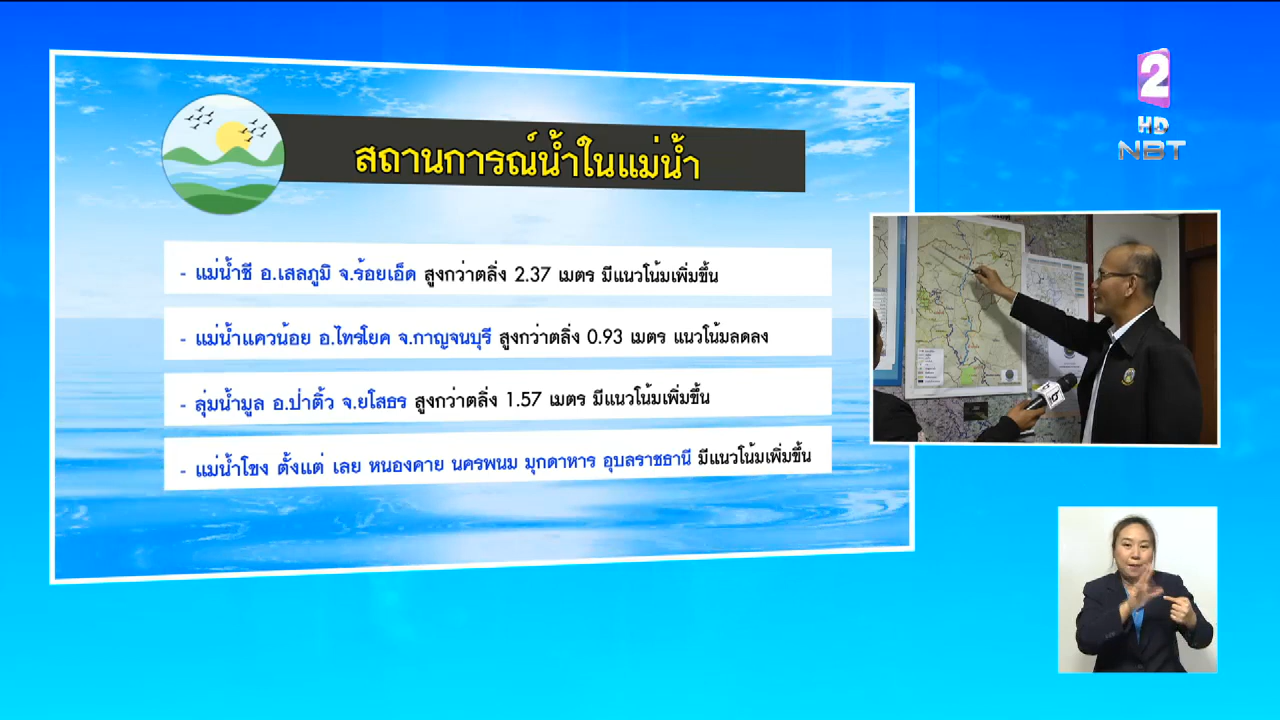 2
HD
NBT
สถานการณ์น้ำในแม่น้ำ
- แม่น้ำชี อ.เสลภูมิ จ.ร้อยเอ็ด สูงกว่าตลิ่ง 2.37 เมตร มีแนวโน้มเพิ่มขึ้น
- แม่น้ำแควน้อย อ.ไทรโยค จ.กาญจนบุรี สูงกว่าตลิ่ง 0.93 เมตร แนวโน้มลดลง
- ลุ่มน้ำมูล อ.ป่าติ้ว จ.ยโสธร สูงกว่าตลิ่ง 1.57 เมตร มีแนวโน้มเพิ่มขึ้น
- แม่น้ำโขง ตั้งแต่ เลย หนองคาย นครพนม มุกดาหาร อุบลราชธานี มีแนวโน้มเพิ่มขึ้น